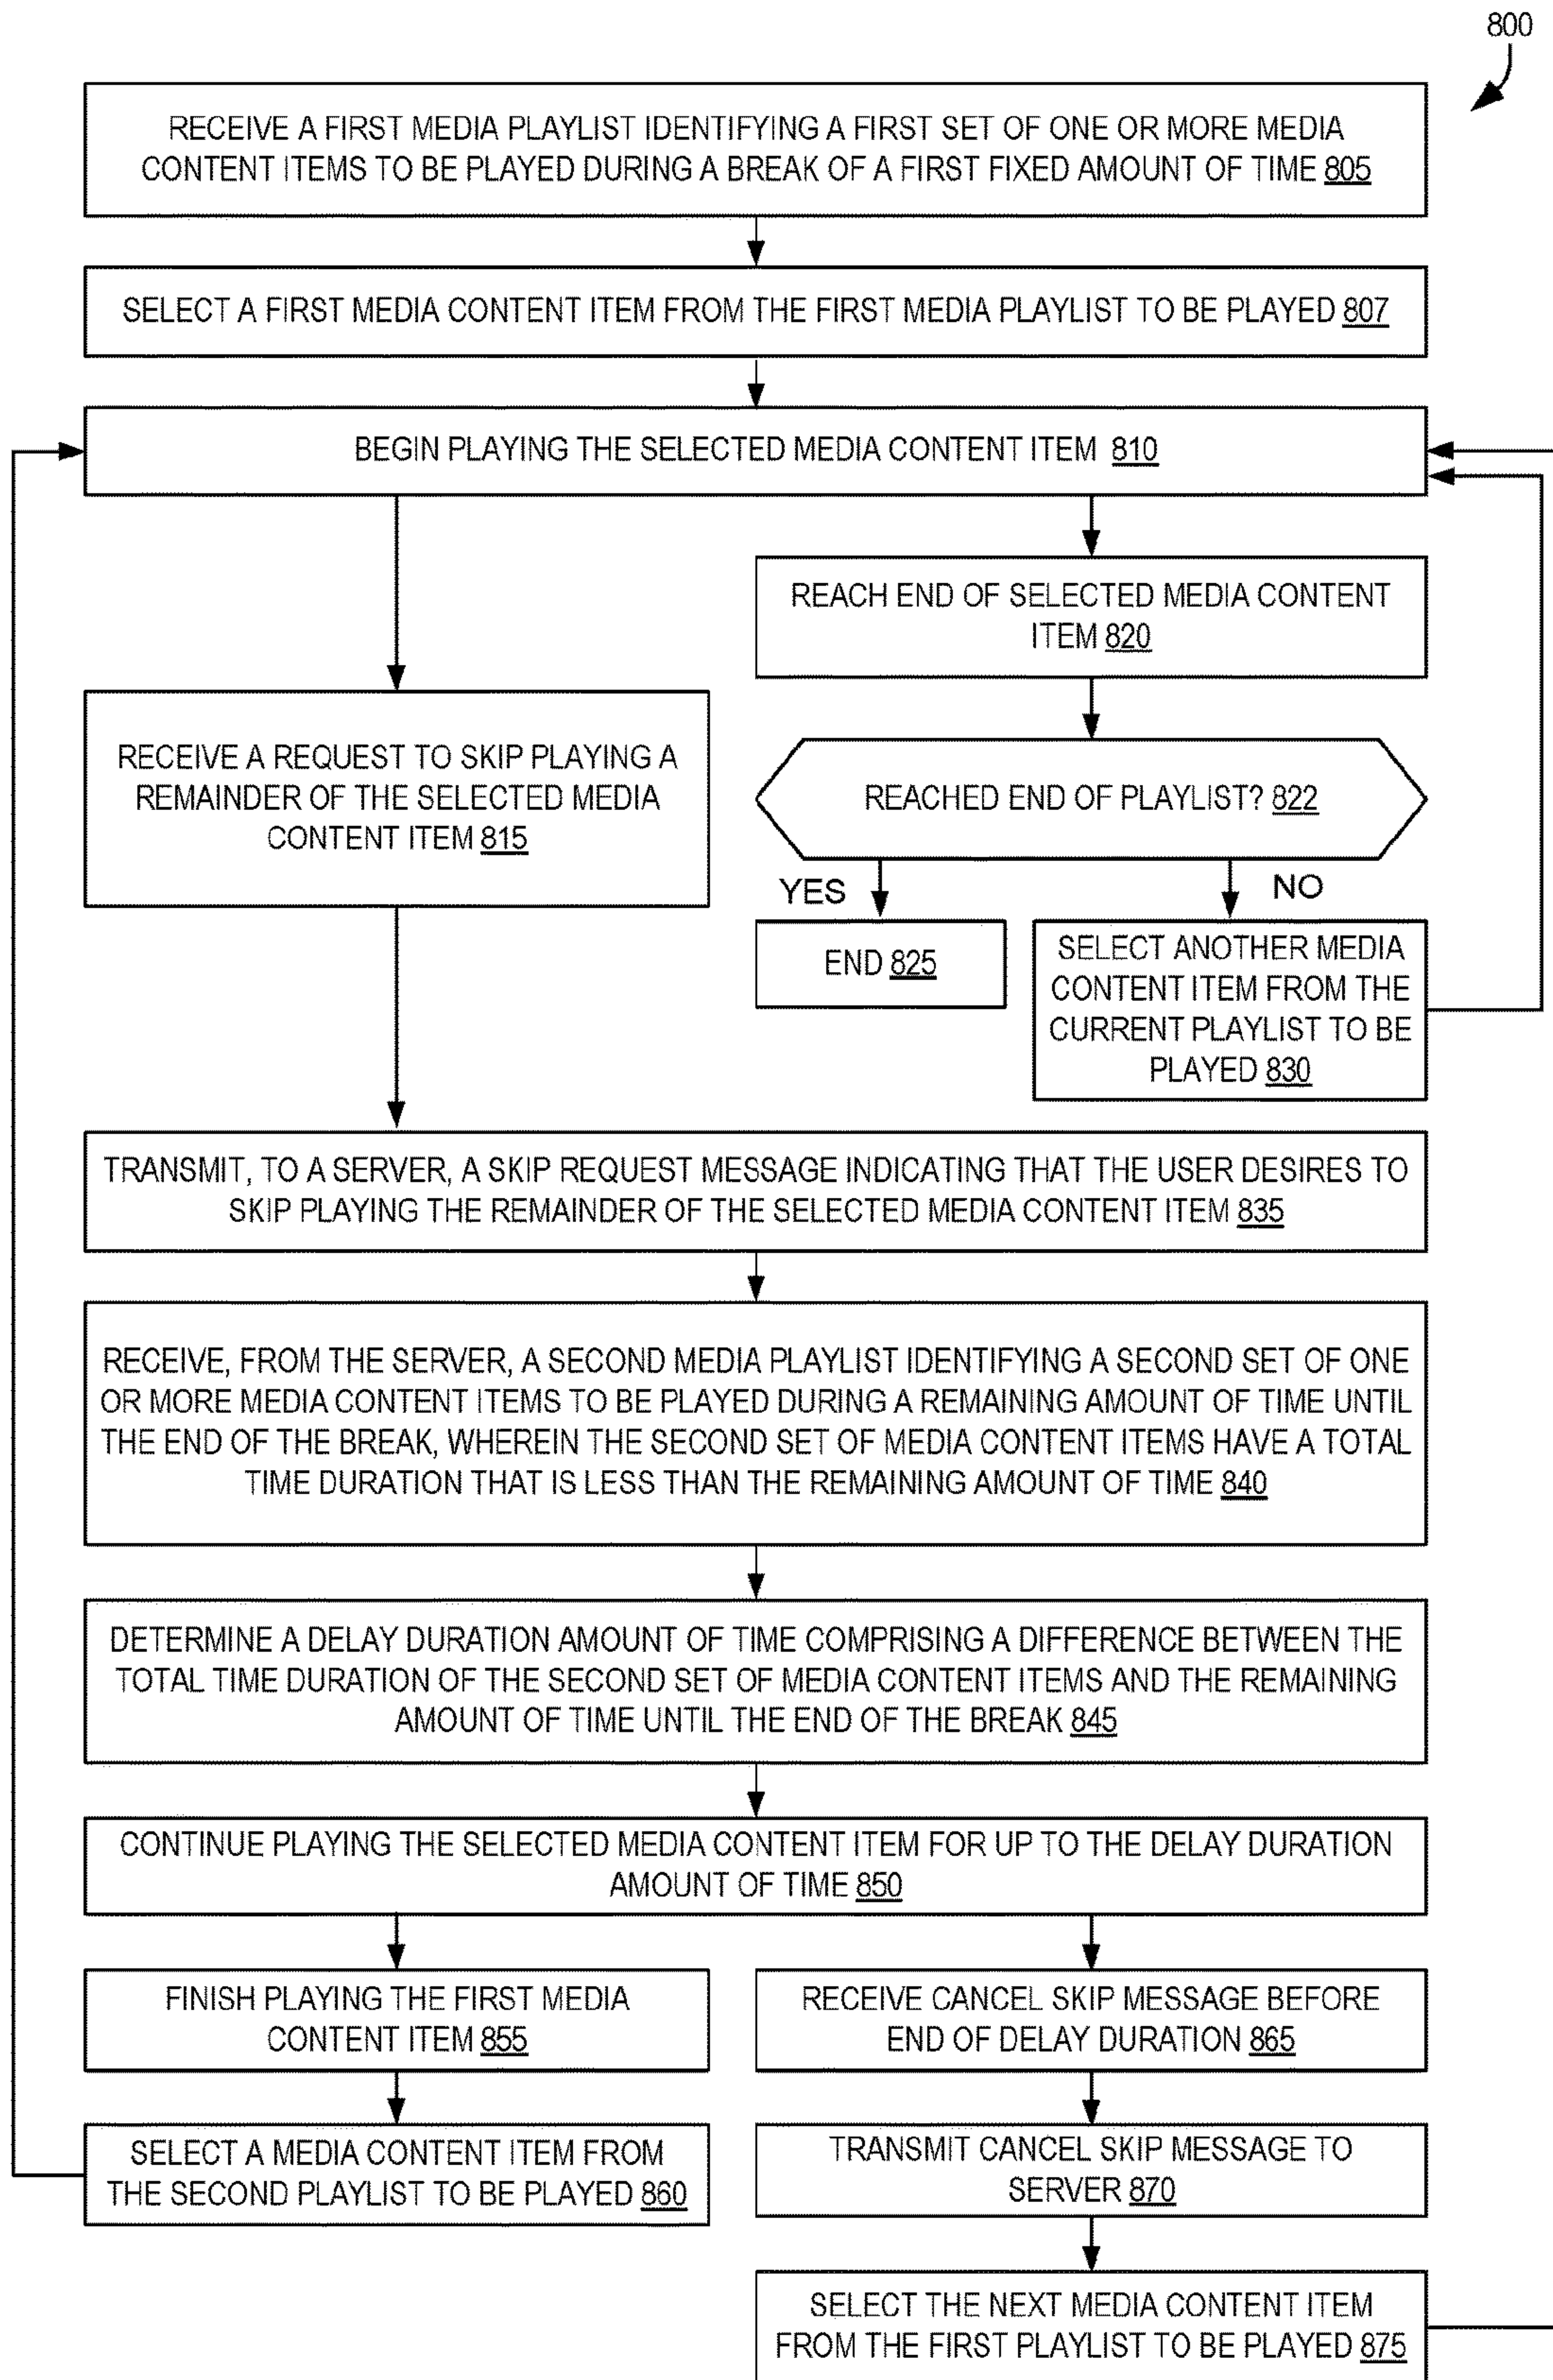 800
RECEIVE A FIRST MEDIA PLAYLIST IDENTIFYING A FIRST SET OF ONE OR MORE MEDIA
CONTENT ITEMS TO BE PLAYED DURING A BREAK OF A FIRST FIXED AMOUNT OF TIME 805
SELECT A FIRST MEDIA CONTENT ITEM FROM THE FIRST MEDIA PLAYLIST TO BE PLAYED 807
BEGIN PLAYING THE SELECTED MEDIA CONTENT ITEM 810
REACH END OF SELECTED MEDIA CONTENT
ITEM 820
RECEIVE A REQUEST TO SKIP PLAYING A
REMAINDER OF THE SELECTED MEDIA
CONTENT ITEM 815
REACHED END OF PLAYLIST? 822
YES
NO
END 825
SELECT ANOTHER MEDIA
CONTENT ITEM FROM THE
CURRENT PLAYLIST TO BE
PLAYED 830
TRANSMIT, TO A SERVER, A SKIP REQUEST MESSAGE INDICATING THAT THE USER DESIRES TO
SKIP PLAYING THE REMAINDER OF THE SELECTED MEDIA CONTENT ITEM 835
RECEIVE, FROM THE SERVER, A SECOND MEDIA PLAYLIST IDENTIFYING A SECOND SET OF ONE
OR MORE MEDIA CONTENT ITEMS TO BE PLAYED DURING A REMAINING AMOUNT OF TIME UNTIL
THE END OF THE BREAK, WHEREIN THE SECOND SET OF MEDIA CONTENT ITEMS HAVE A TOTAL
TIME DURATION THAT IS LESS THAN THE REMAINING AMOUNT OF TIME 840
DETERMINE A DELAY DURATION AMOUNT OF TIME COMPRISING A DIFFERENCE BETWEEN THE
TOTAL TIME DURATION OF THE SECOND SET OF MEDIA CONTENT ITEMS AND THE REMAINING
AMOUNT OF TIME UNTIL THE END OF THE BREAK 845
CONTINUE PLAYING THE SELECTED MEDIA CONTENT ITEM FOR UP TO THE DELAY DURATION
AMOUNT OF TIME 850
FINISH PLAYING THE FIRST MEDIA
CONTENT ITEM 855
RECEIVE CANCEL SKIP MESSAGE BEFORE
END OF DELAY DURATION 865
SELECT A MEDIA CONTENT ITEM FROM
THE SECOND PLAYLIST TO BE PLAYED 860
TRANSMIT CANCEL SKIP MESSAGE TO
SERVER 870
SELECT THE NEXT MEDIA CONTENT ITEM
FROM THE FIRST PLAYLIST TO BE PLAYED 875